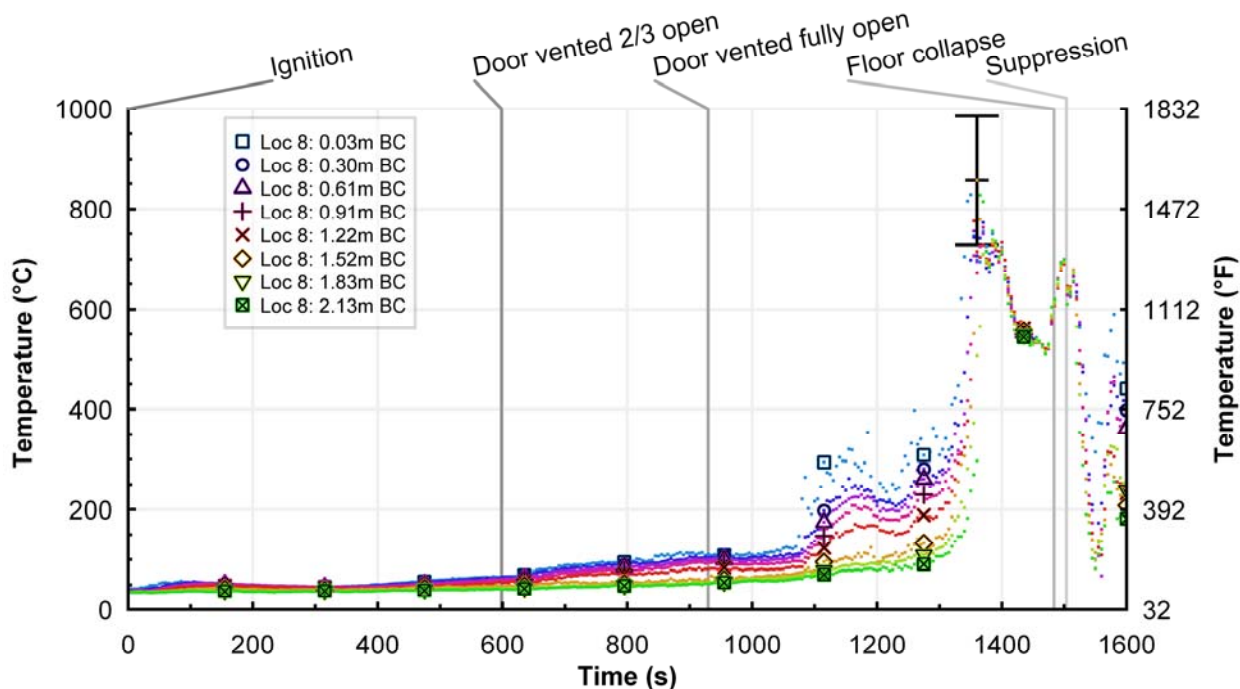 Ignition
Door vented 2/3 open
Door vented fully open
Floor collapse
Suppression
1000
800
600
400
200
0
Temperature (°C)
Loc 8: 0.03m BC
Loc 8: 0.30m BC
Loc 8: 0.61m BC
Loc 8: 0.91m BC
Loc 8: 1.22m BC
Loc 8: 1.52m BC
Loc 8: 1.83m BC
Loc 8: 2.13m BC
1832
1472
1112
752
392
32
Temperature (°F)
0 200 400 600 800 1000 1200 1400 1600
Time (s)